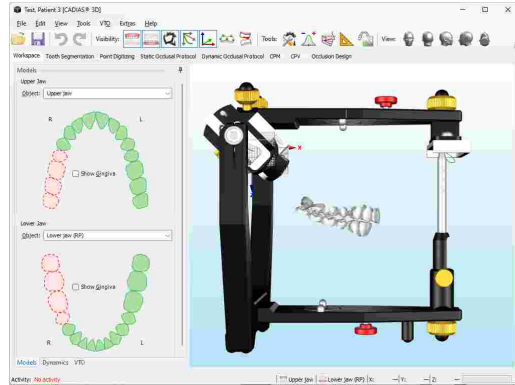 Test, Patient 3 [CADIAS® 3D]
File Edit View Tools VTO Extras Help
Visibility: Tools: View:
Workspace Tooth Segmentation Point Digitizing Static Occlusal Protocol Dynamic Occlusal Protocol CPM CPV Occlusion Design
Models
Upper Jaw
Object: Upper Jaw
R L
Show Gingiva
Lower Jaw
Object: Lower Jaw (RP)
Show Gingiva
R L
x
Models Dynamics VTO
Activity: No activity Upper Jaw Lower Jaw (RP) X: — Y: — Z: —